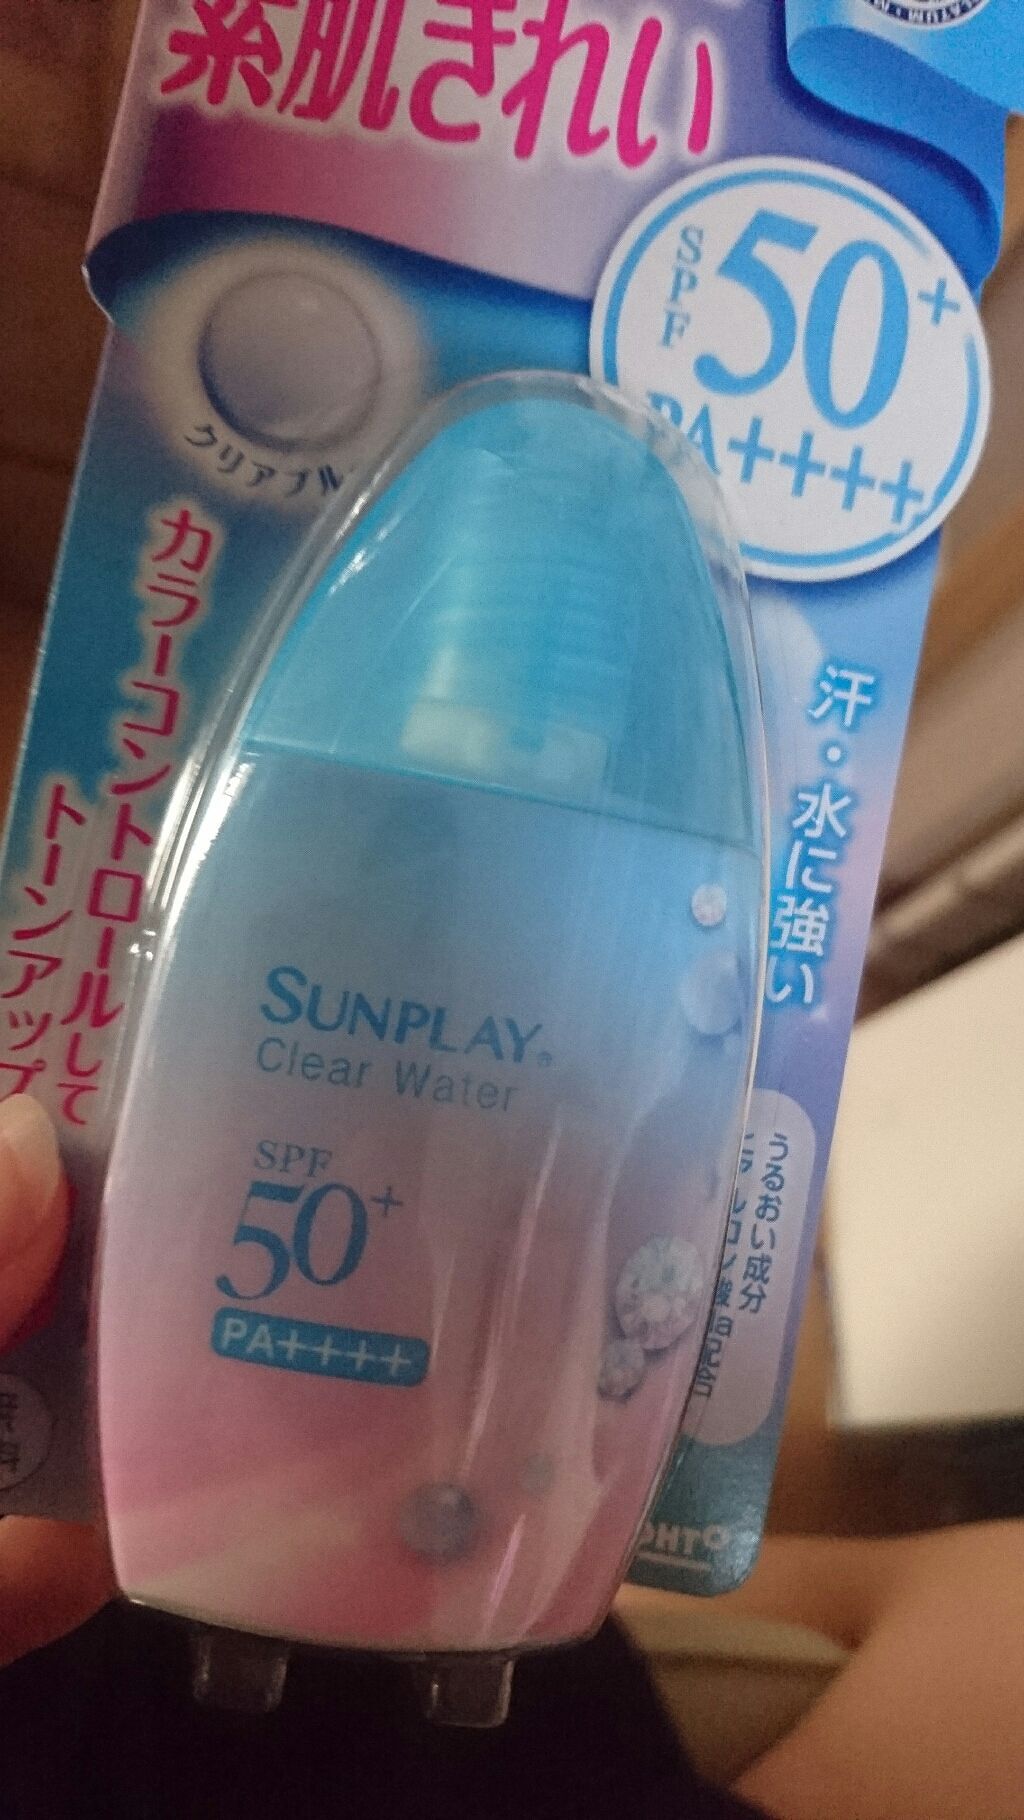 素肌きれい
SPF
50+
PA++++
クリアブルー
カラーコントロールして
トーンアップ
汗・水に強い
SUNPLAY®
Clear Water
SPF
50+
PA++++
うるおい成分